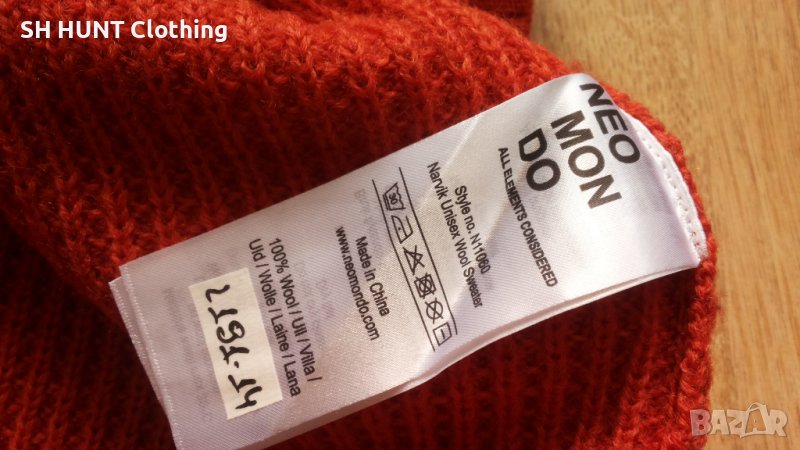 SH HUNT Clothing
NEO
MON
DO
ALL ELEMENTS CONSIDERED
Style no. N11060
Narvik Unisex Wool Sweater
30
Made in China
www.neomondo.com
100% Wool / Ull / Villa /
Uld / Wolle / Laine / Lana
BAZAR